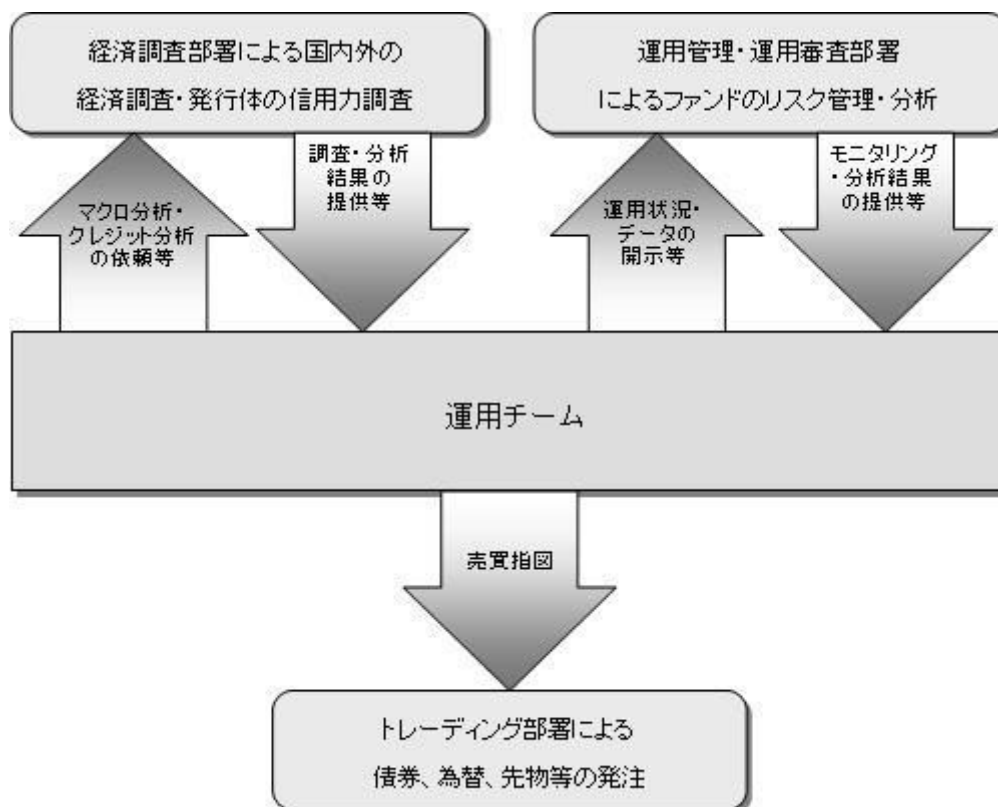 経済調査部署による国内外の
経済調査・発行体の信用力調査
運用管理・運用審査部署
によるファンドのリスク管理・分析
マクロ分析・
クレジット分析
の依頼等
調査・分析
結果の
提供等
運用状況・
データの
開示等
モニタリング
・分析結果
の提供等
運用チーム
売買指図
トレーディング部署による
債券、為替、先物等の発注